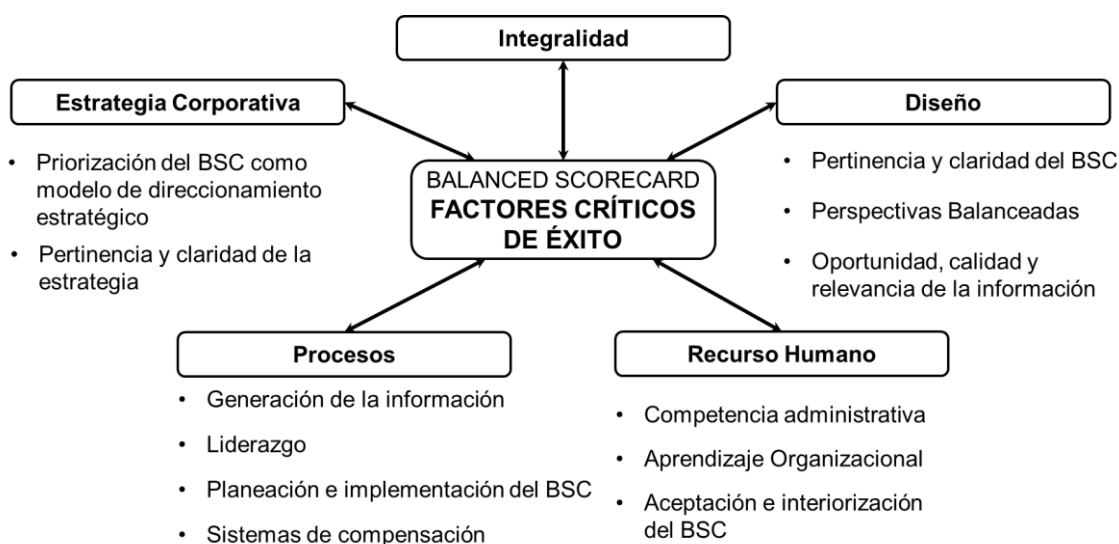 Integralidad
Estrategia Corporativa
• Priorización del BSC como
modelo de direccionamiento
estratégico
• Pertinencia y claridad de la
estrategia
Diseño
• Pertinencia y claridad del BSC
• Perspectivas Balanceadas
• Oportunidad, calidad y
relevancia de la información
BALANCED SCORECARD
FACTORES CRÍTICOS
DE ÉXITO
Procesos
• Generación de la información
• Liderazgo
• Planeación e implementación del BSC
• Sistemas de compensación
Recurso Humano
• Competencia administrativa
• Aprendizaje Organizacional
• Aceptación e interiorización
del BSC